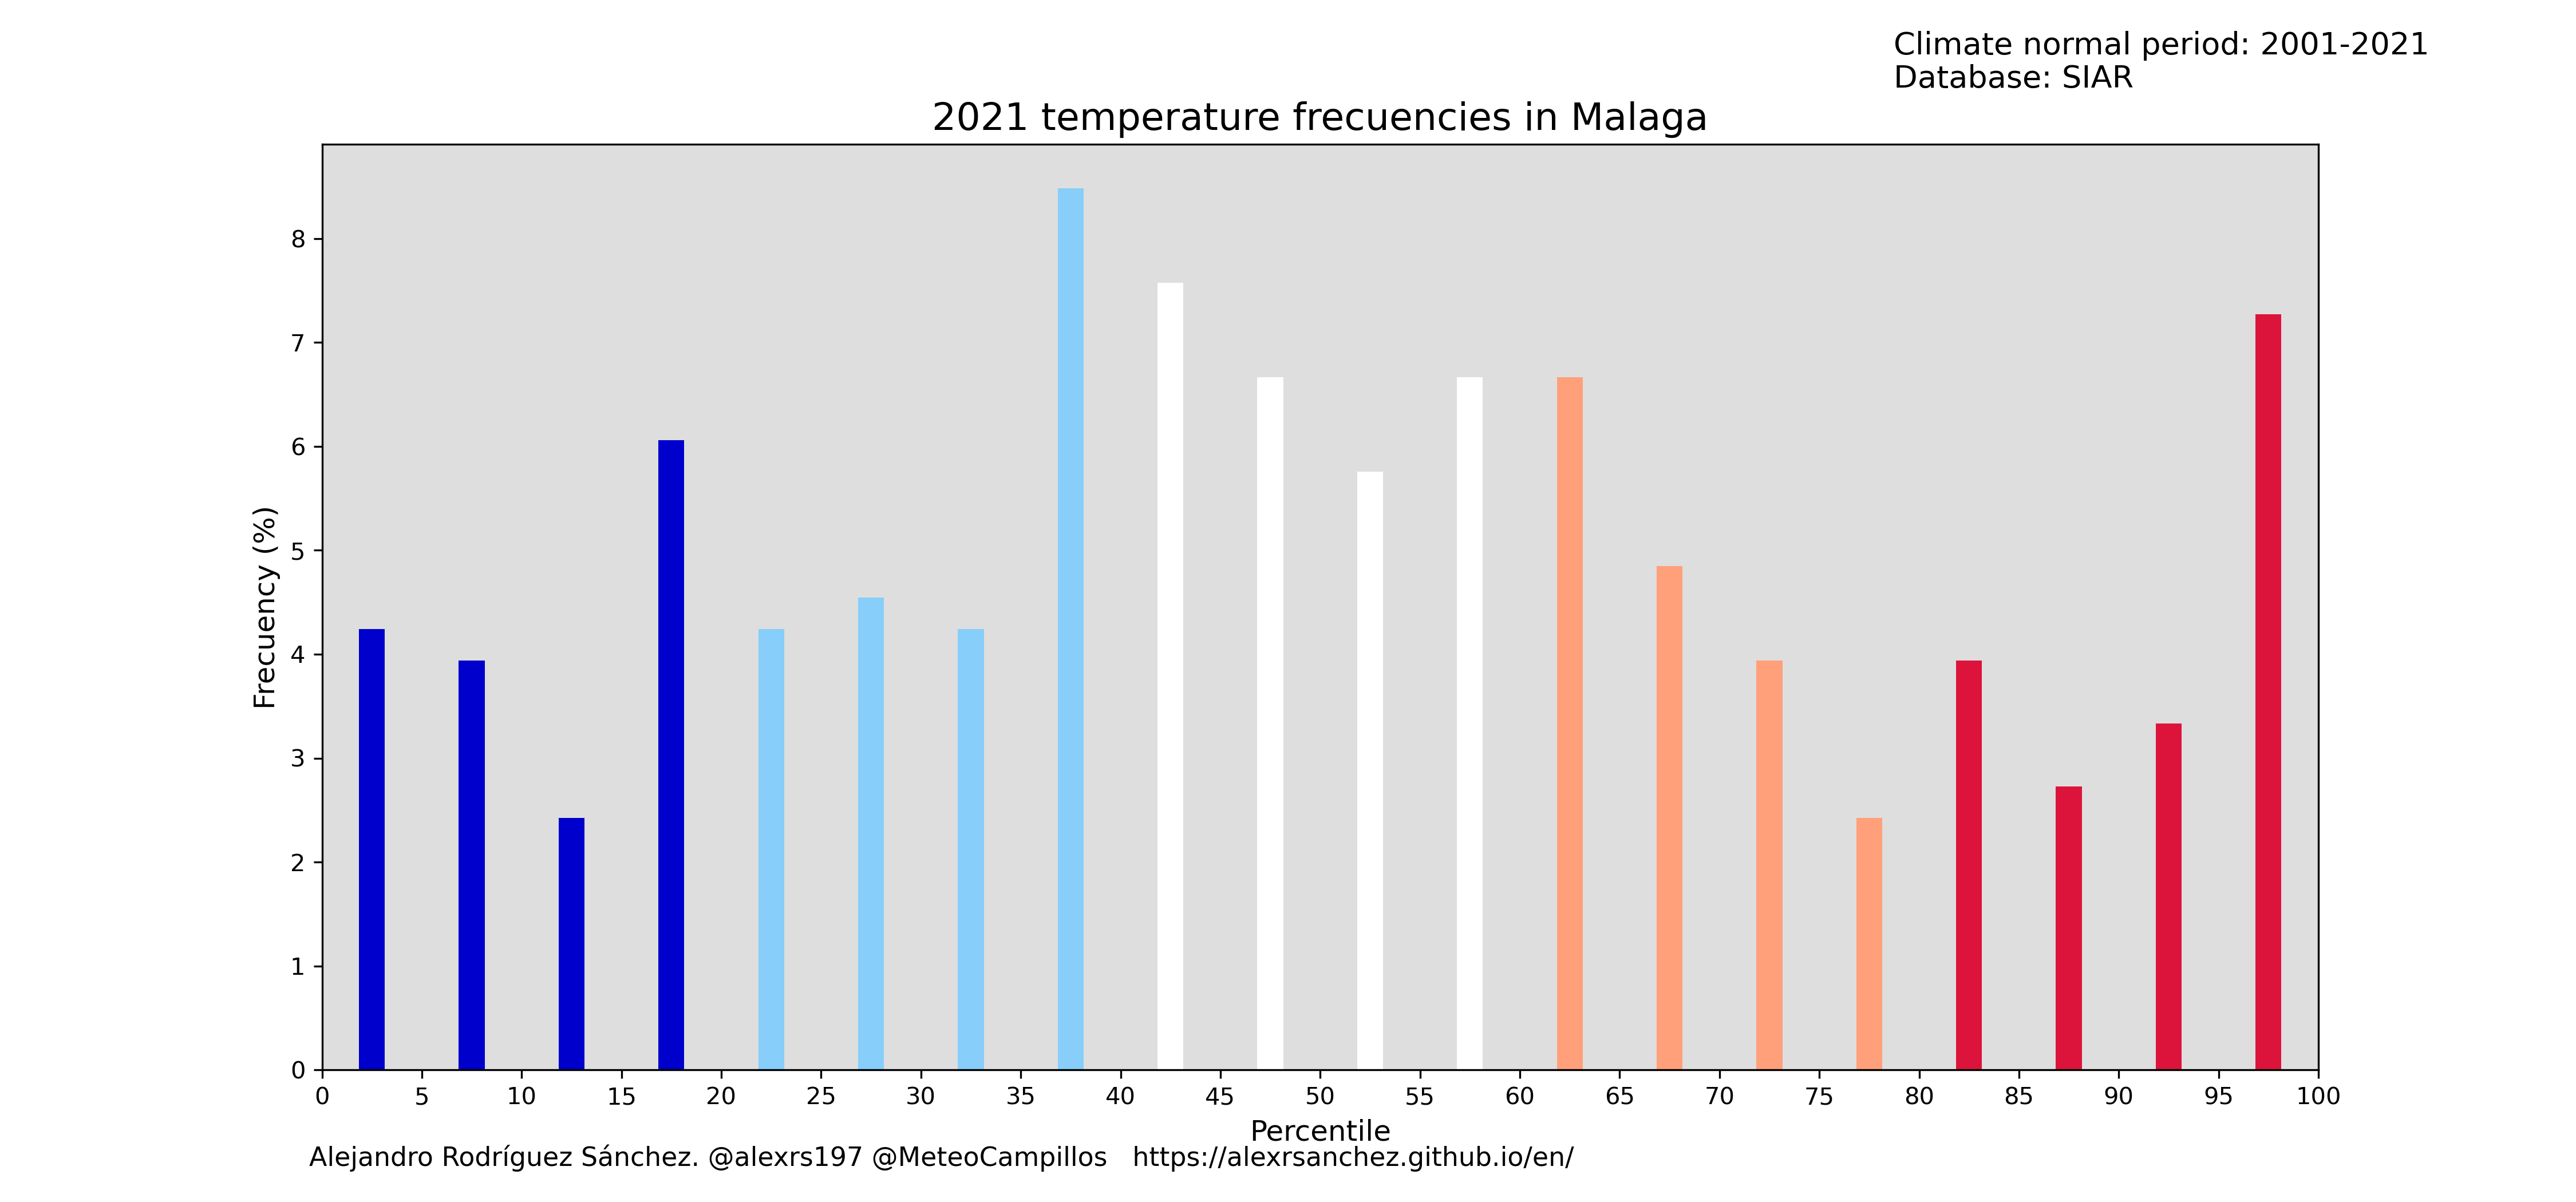 Climate normal period: 2001-2021
Database: SIAR
2021 temperature frecuencies in Malaga
Frecuency (%)
8
7
6
5
4
3
2
1
0
0 5 10 15 20 25 30 35 40 45 50 55 60 65 70 75 80 85 90 95 100
Percentile
Alejandro Rodríguez Sánchez. @alexrs197 @MeteoCampillos https://alexrsanchez.github.io/en/